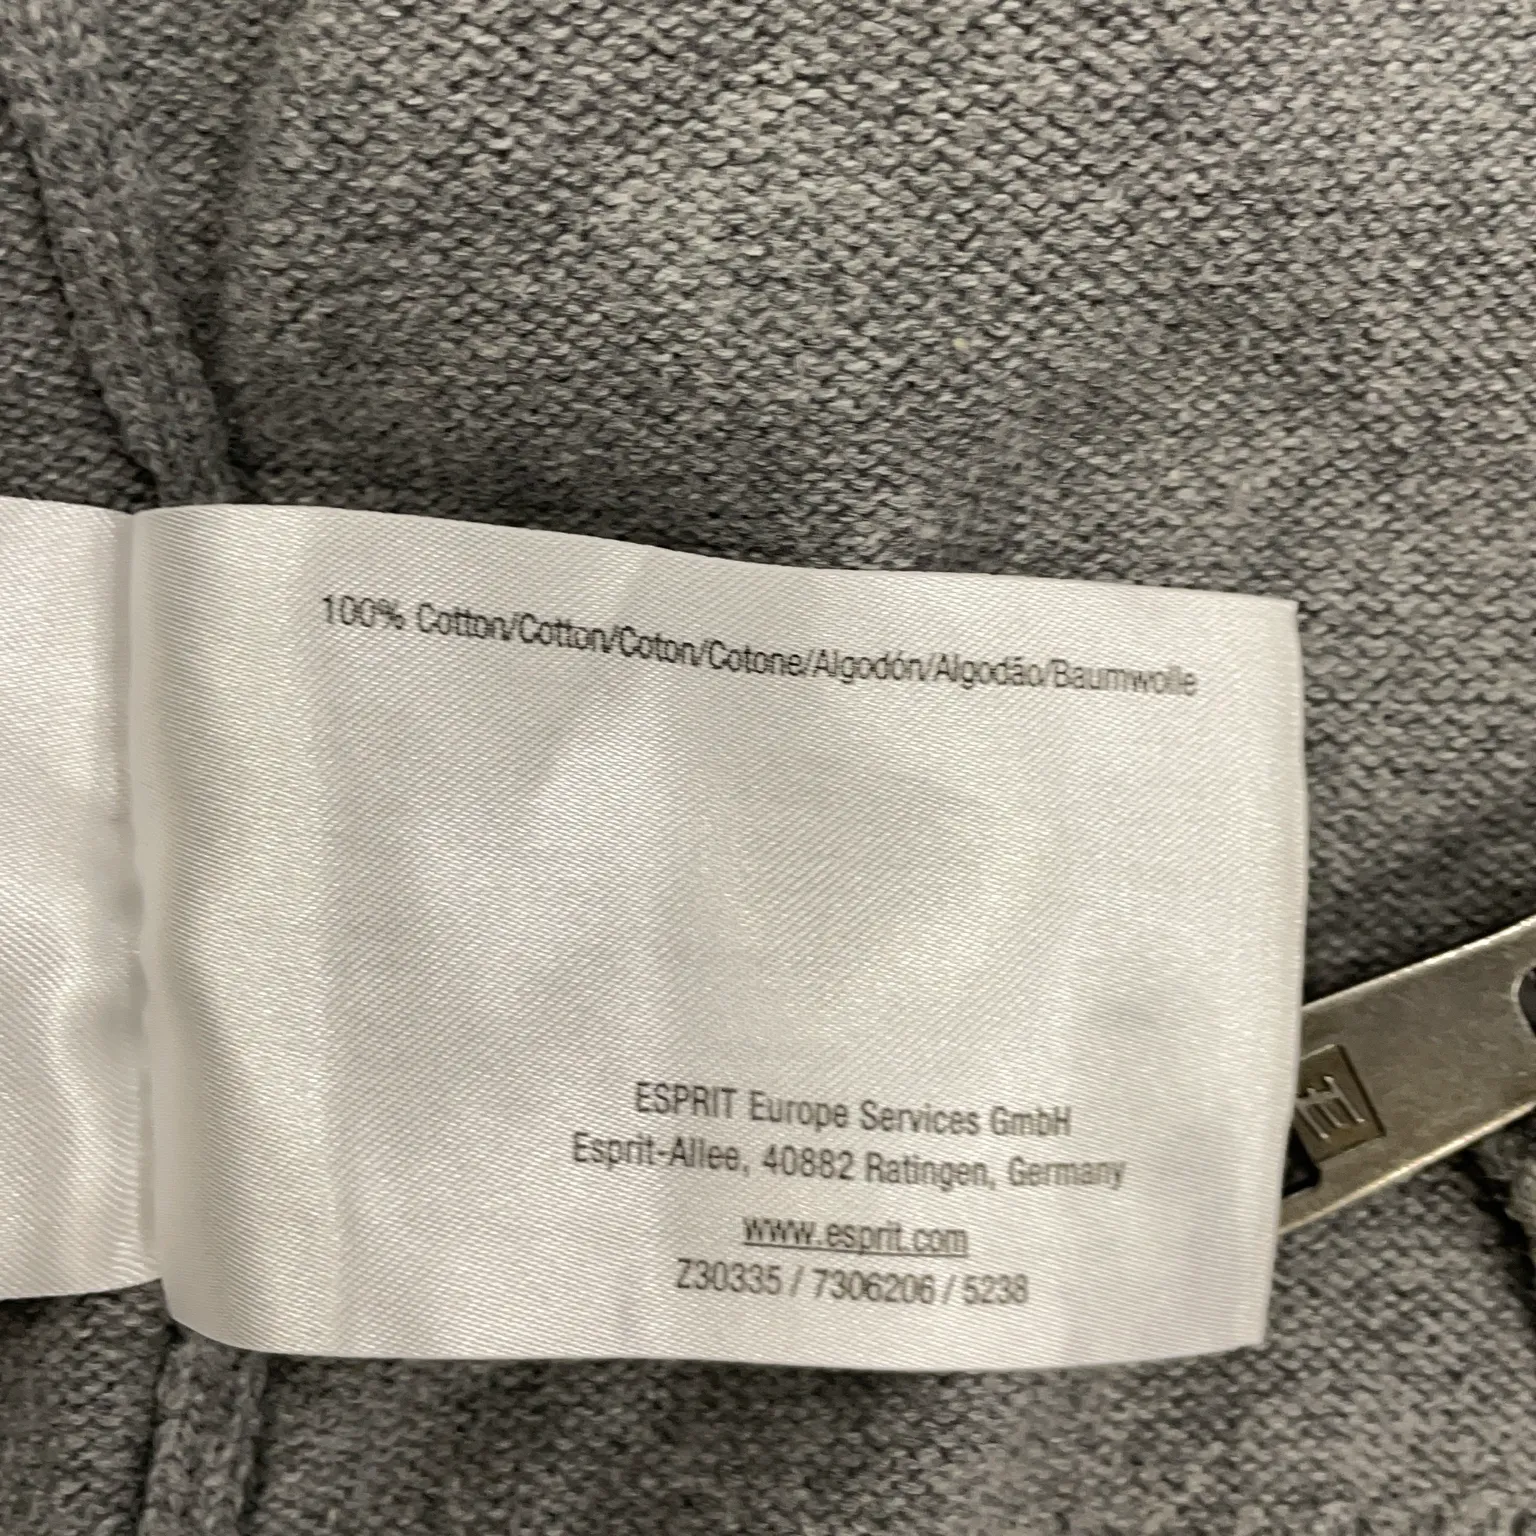 100% Cotton/Cotton/Coton/Cotone/Algodón/Algodão/Baumwolle
ESPRIT Europe Services GmbH
Esprit-Allee, 40882 Ratingen, Germany
www.esprit.com
Z30335 / 7306206 / 5238